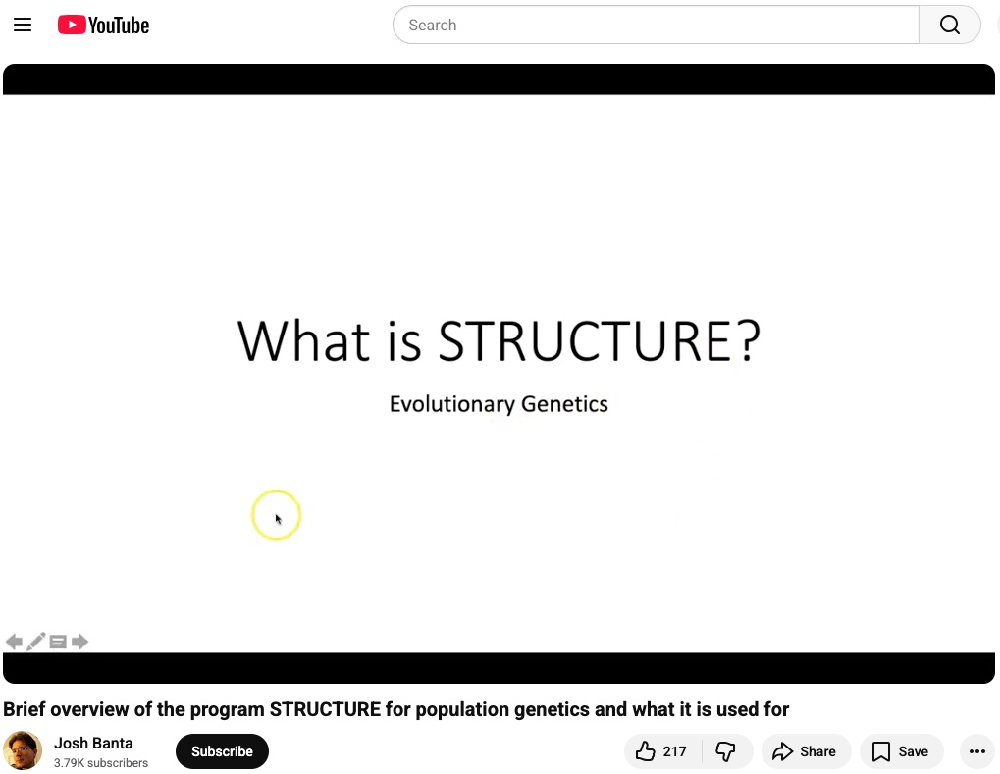 YouTube
Search
What is STRUCTURE?
Evolutionary Genetics
Brief overview of the program STRUCTURE for population genetics and what it is used for
Josh Banta
3.79K subscribers
Subscribe
217
Share
Save